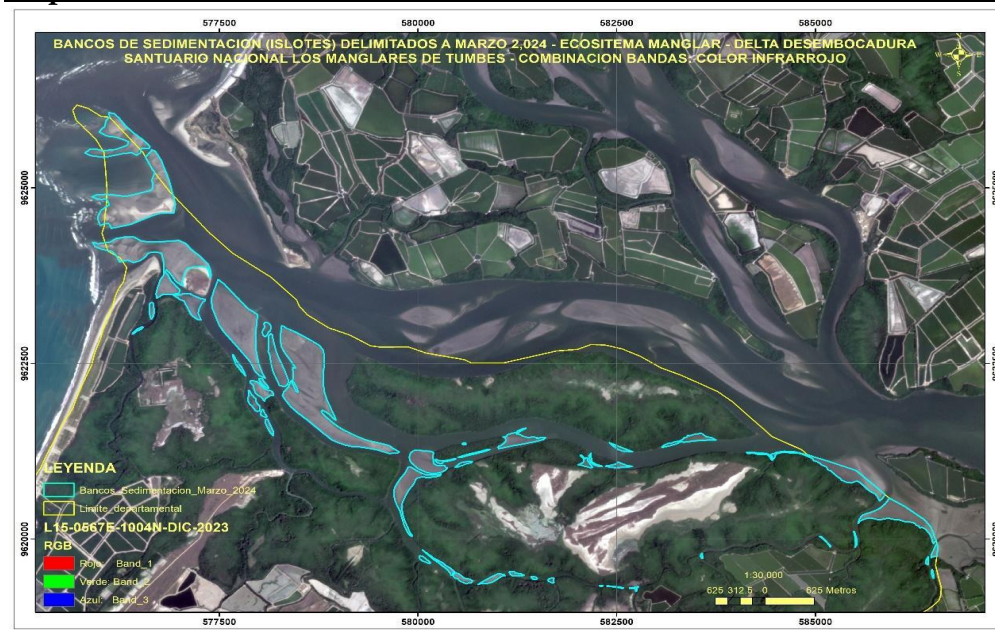 577500 580000 582500 585000
BANCOS DE SEDIMENTACION (ISLOTES) DELIMITADOS A MARZO 2,024 - ECOSITEMA MANGLAR - DELTA DESEMBOCADURA
SANTUARIO NACIONAL LOS MANGLARES DE TUMBES - COMBINACION BANDAS: COLOR INFRARROJO
9625000
9622500
9620000
LEYENDA
Bancos_Sedimentacion_Marzo_2024
Limite_departamental
L15-0567E-1004N-DIC-2023
RGB
Rojo: Band_1
Verde: Band_2
Azul: Band_3
1:30,000
625 312.5 0 625 Metros
577500 580000 582500 585000